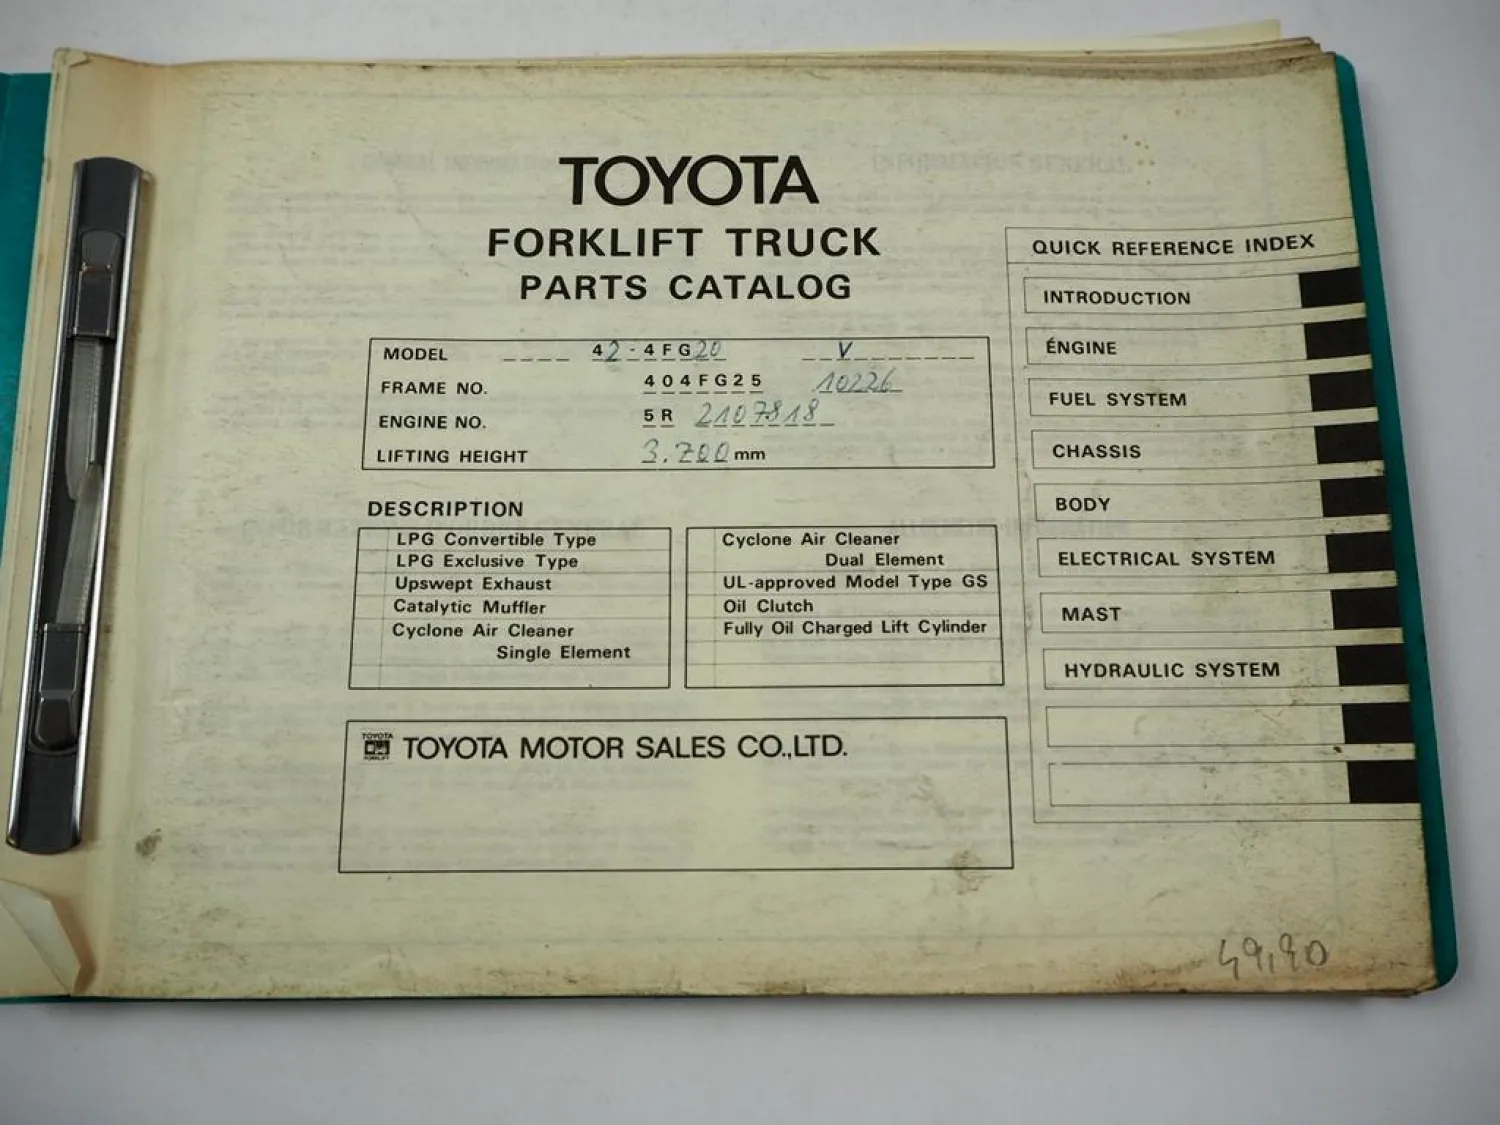 TOYOTA
FORKLIFT TRUCK
PARTS CATALOG
MODEL 42-4FG20 V
FRAME NO. 404FG25 10226
ENGINE NO. 5R 2107818
LIFTING HEIGHT 3.700 mm
DESCRIPTION
LPG Convertible Type
LPG Exclusive Type
Upswept Exhaust
Catalytic Muffler
Cyclone Air Cleaner
Single Element
Cyclone Air Cleaner
Dual Element
UL-approved Model Type GS
Oil Clutch
Fully Oil Charged Lift Cylinder
TOYOTA MOTOR SALES CO.,LTD.
QUICK REFERENCE INDEX
INTRODUCTION
ÉNGINE
FUEL SYSTEM
CHASSIS
BODY
ELECTRICAL SYSTEM
MAST
HYDRAULIC SYSTEM
49,90